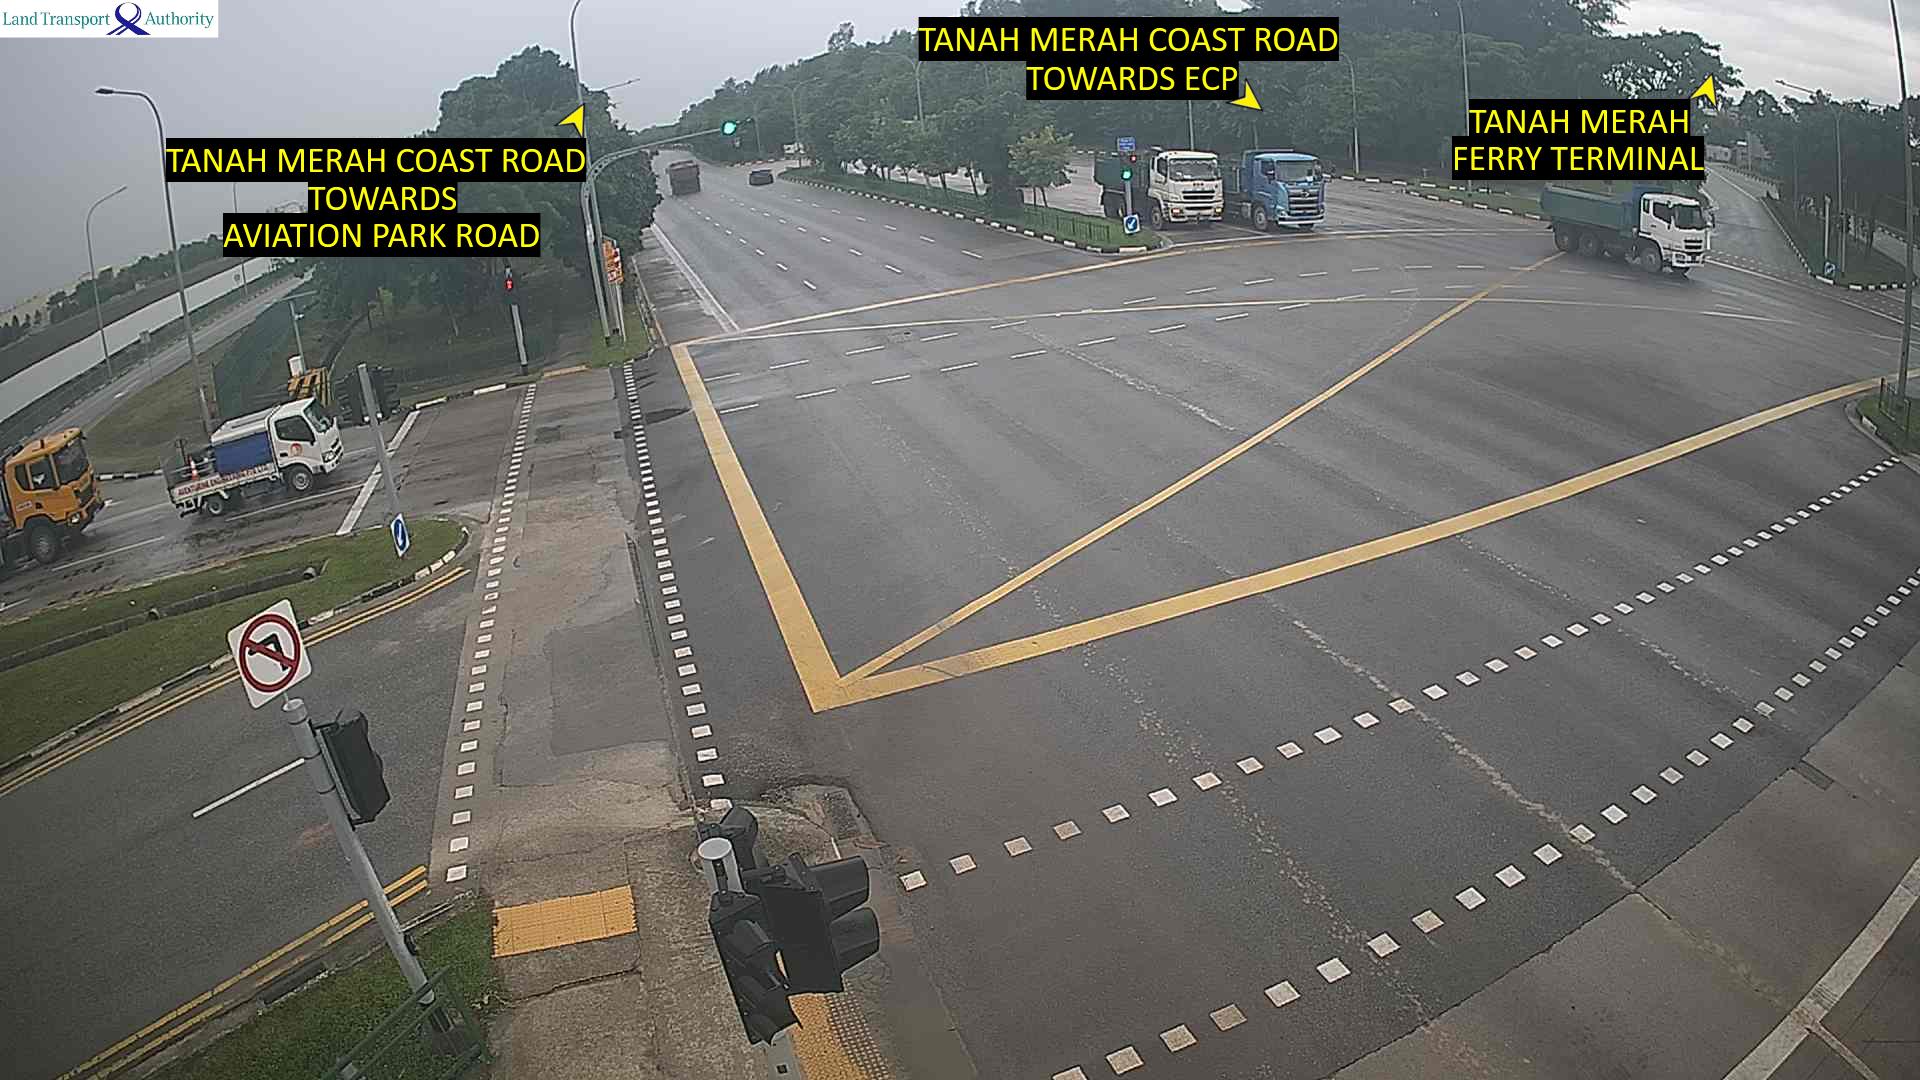 Land Transport Authority
TANAH MERAH COAST ROAD
TOWARDS ECP
TANAH MERAH
FERRY TERMINAL
TANAH MERAH COAST ROAD
TOWARDS
AVIATION PARK ROAD